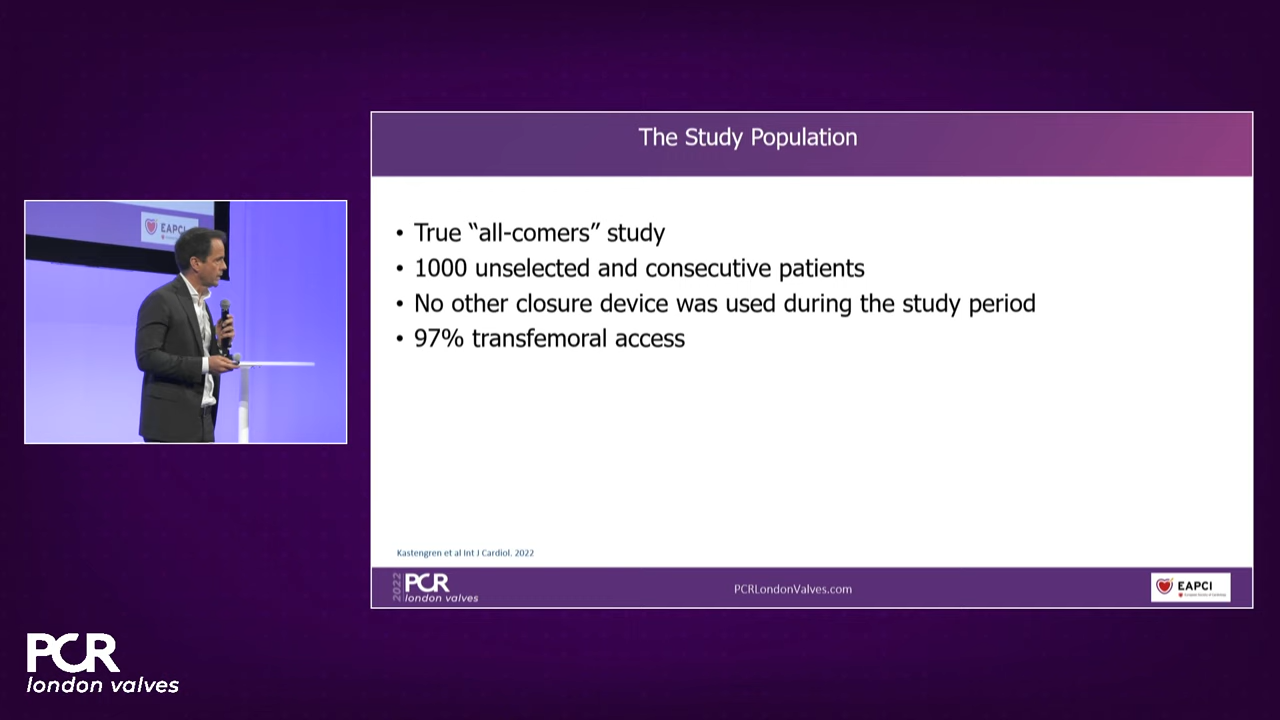 The Study Population
• True “all-comers” study
• 1000 unselected and consecutive patients
• No other closure device was used during the study period
• 97% transfemoral access
Kastengren et al Int J Cardiol. 2022
2022
PCR
london valves
PCRLondonValves.com
EAPCI
EAPCI
PCR
london valves